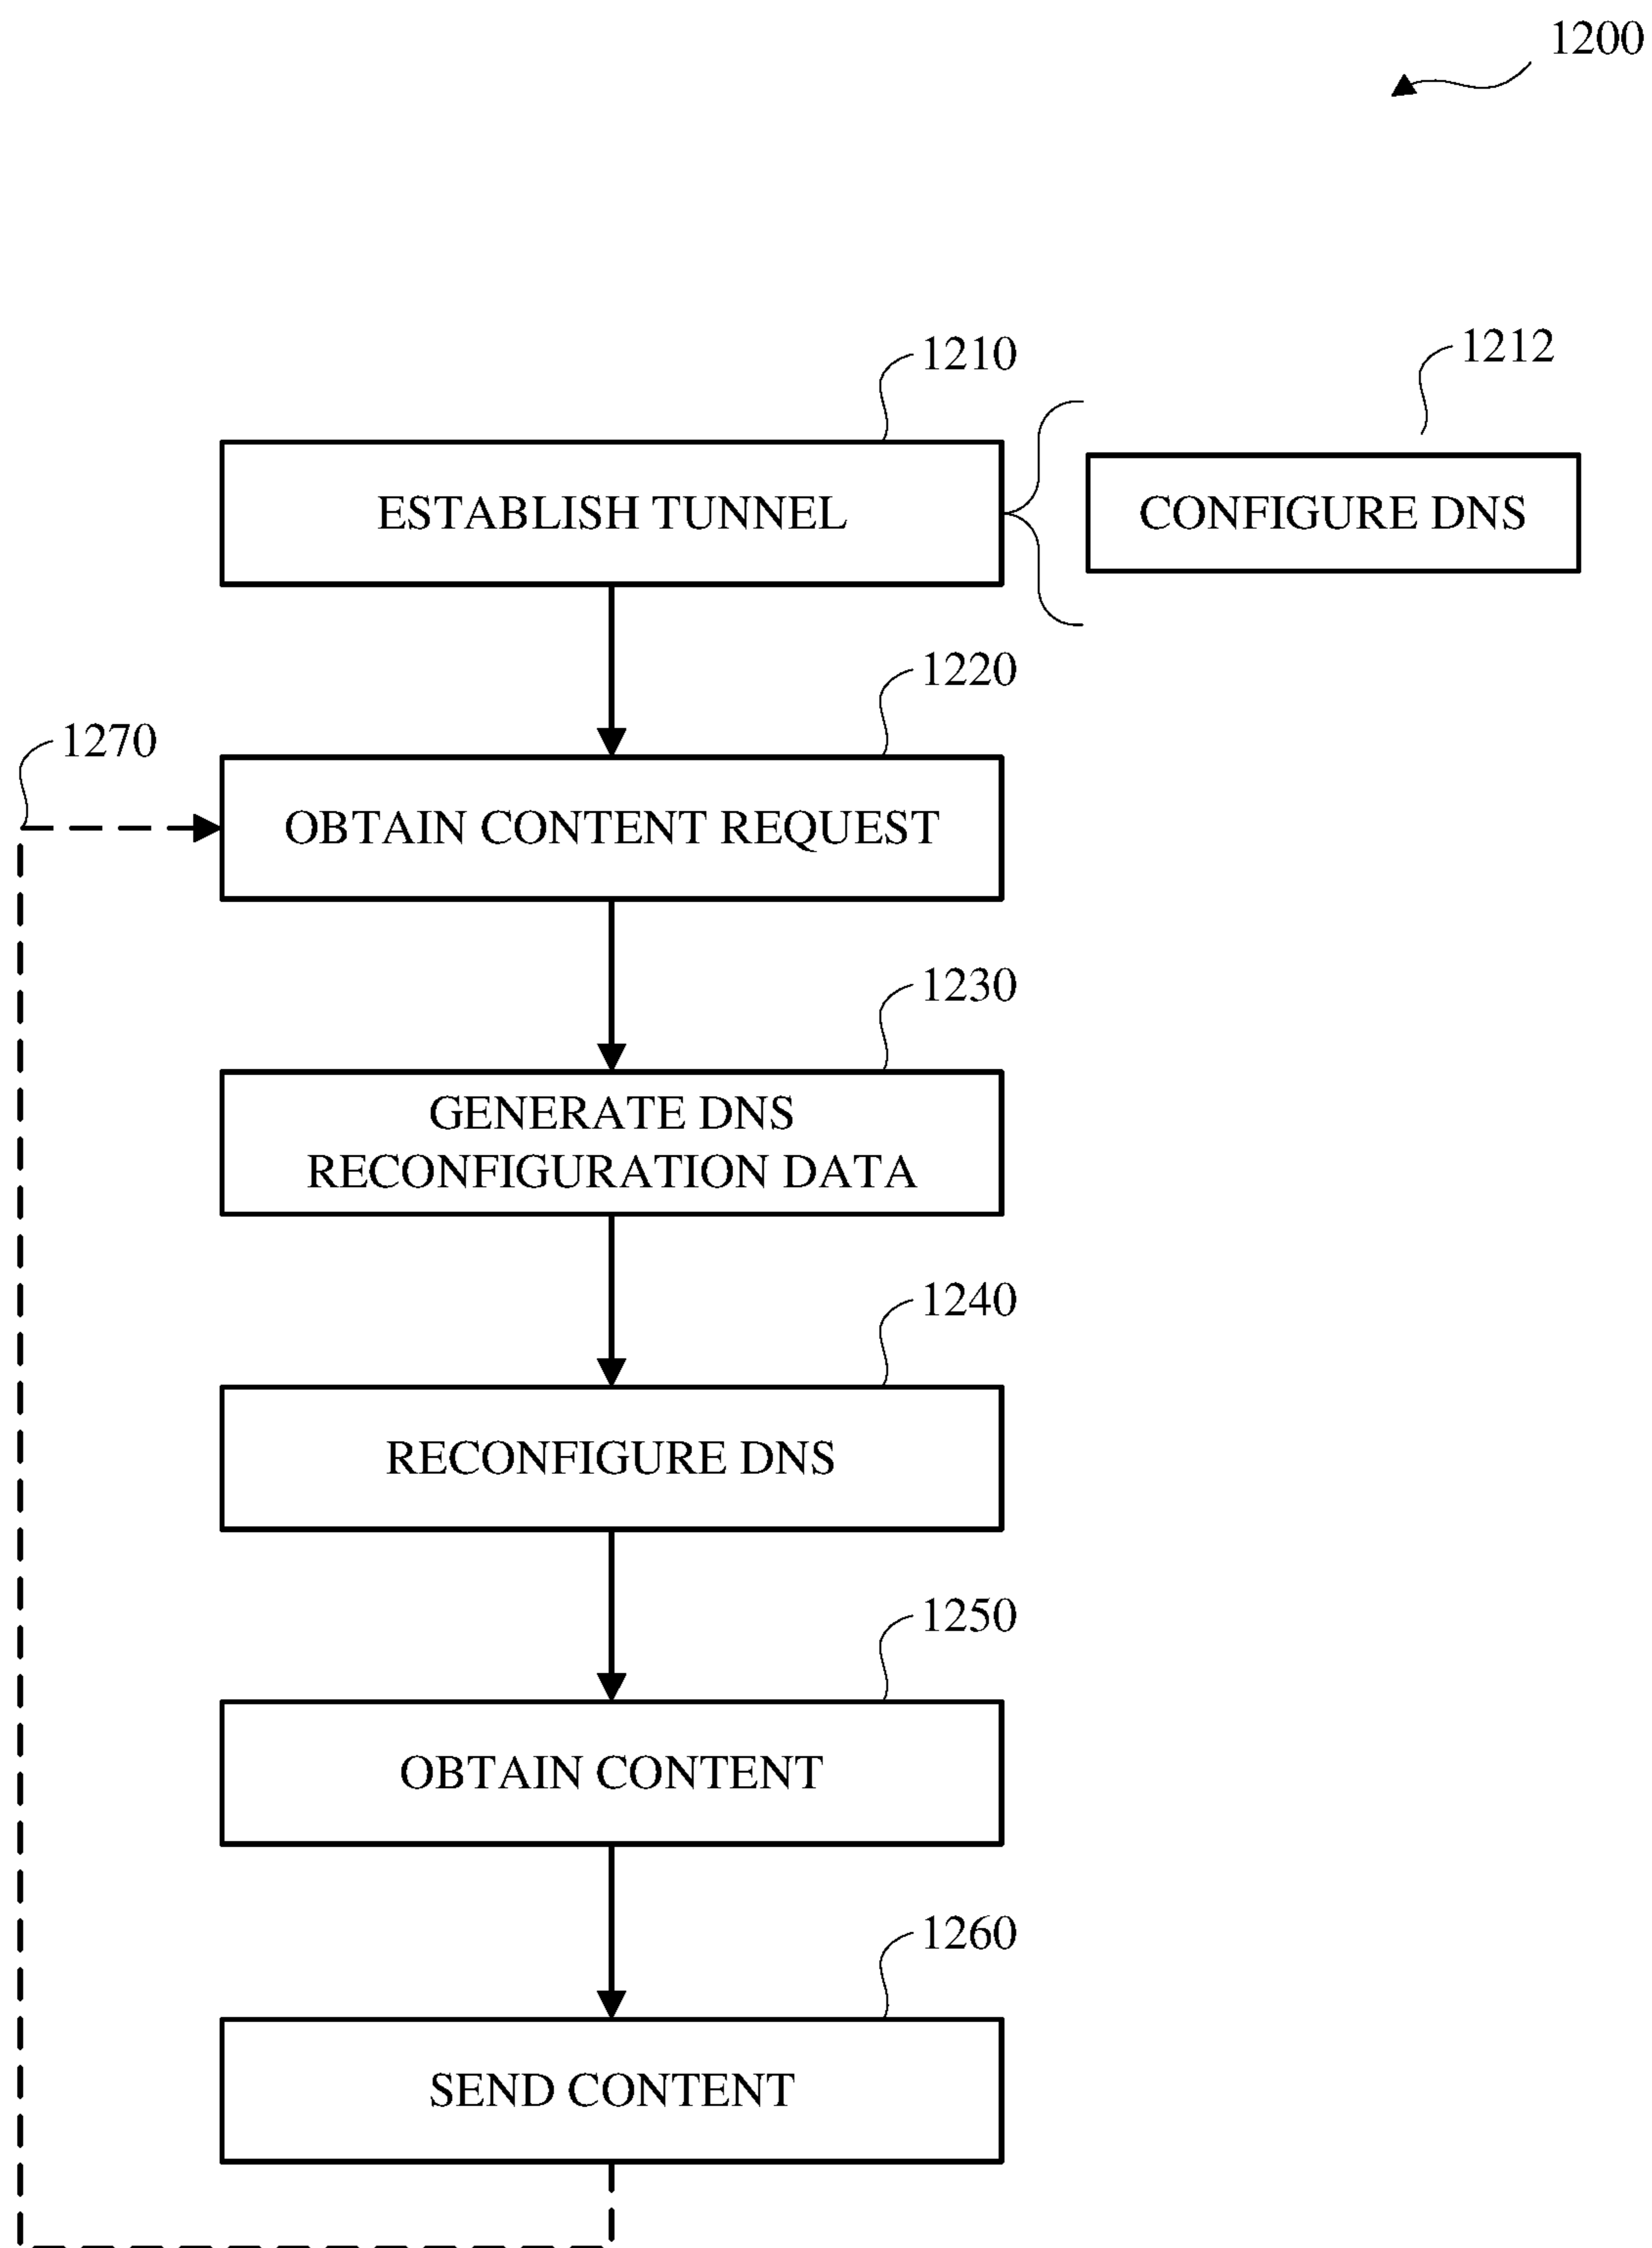 1200
1210
1212
ESTABLISH TUNNEL
CONFIGURE DNS
1220
1270
OBTAIN CONTENT REQUEST
1230
GENERATE DNS
RECONFIGURATION DATA
1240
RECONFIGURE DNS
1250
OBTAIN CONTENT
1260
SEND CONTENT